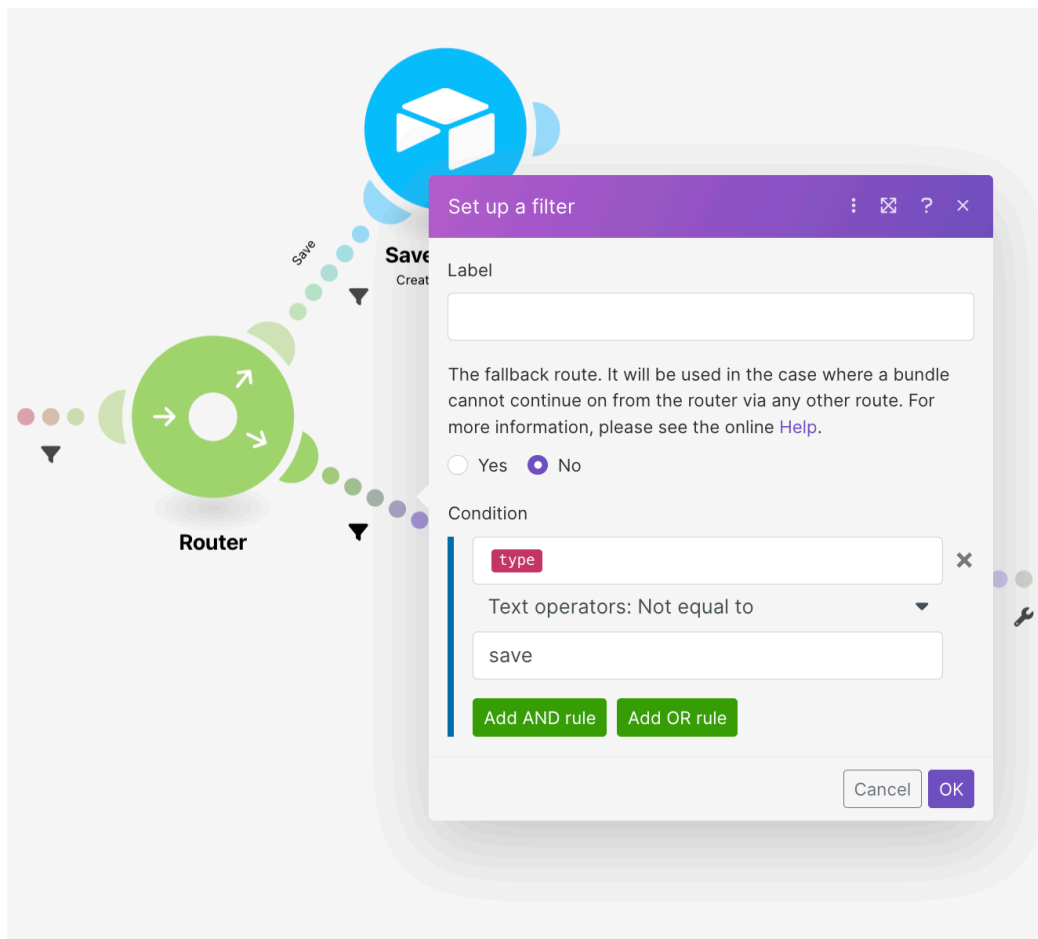 Save
Save
Creat
Router
Set up a filter
?
Label
The fallback route. It will be used in the case where a bundle
cannot continue on from the router via any other route. For
more information, please see the online Help.
Yes No
Condition
type
Text operators: Not equal to
save
Add AND rule Add OR rule
Cancel OK